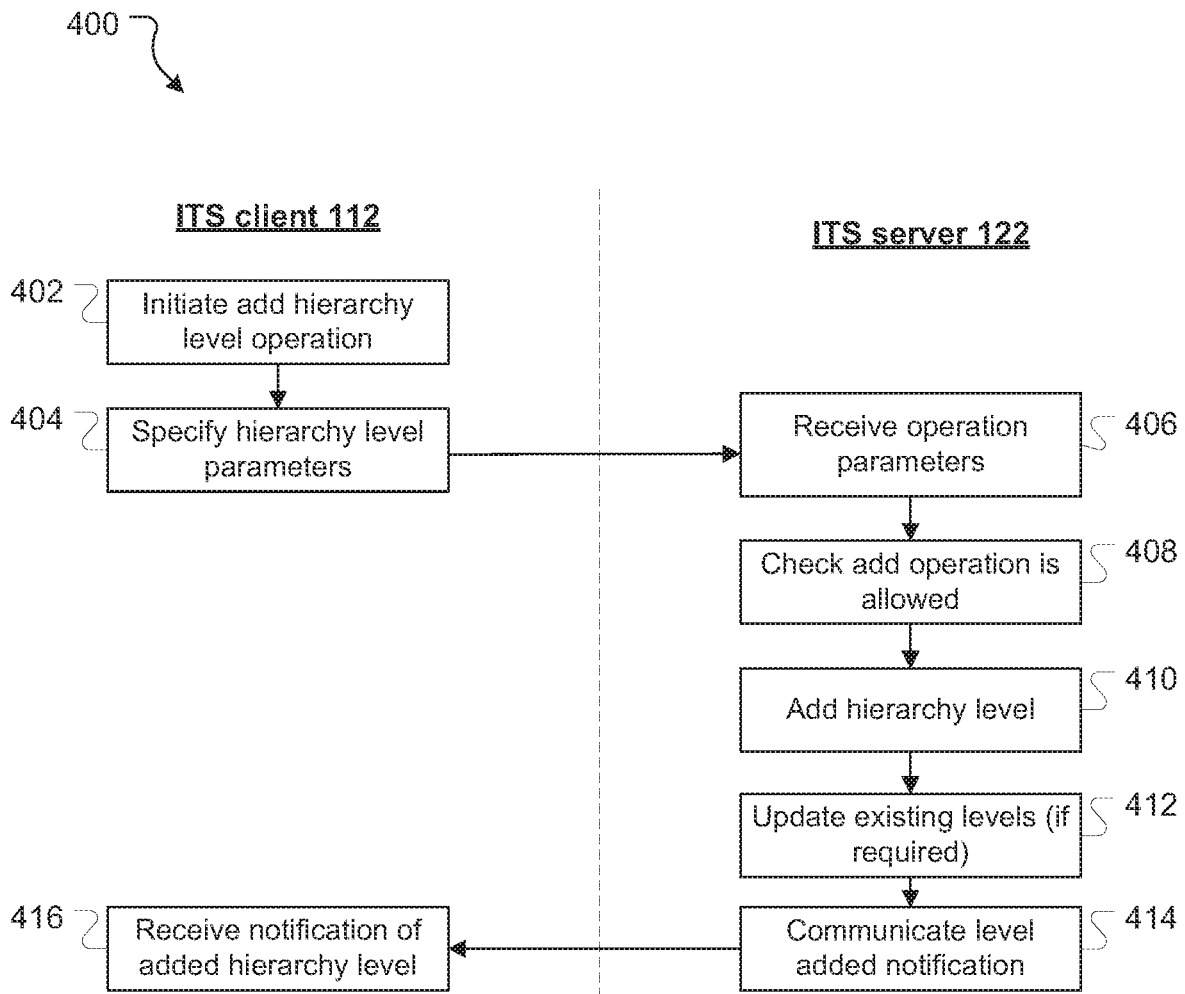 400
ITS client 112
ITS server 122
402
Initiate add hierarchy
level operation
404
Specify hierarchy level
parameters
Receive operation
parameters
406
Check add operation is
allowed
408
Add hierarchy level
410
Update existing levels (if
required)
412
416
Receive notification of
added hierarchy level
Communicate level
added notification
414